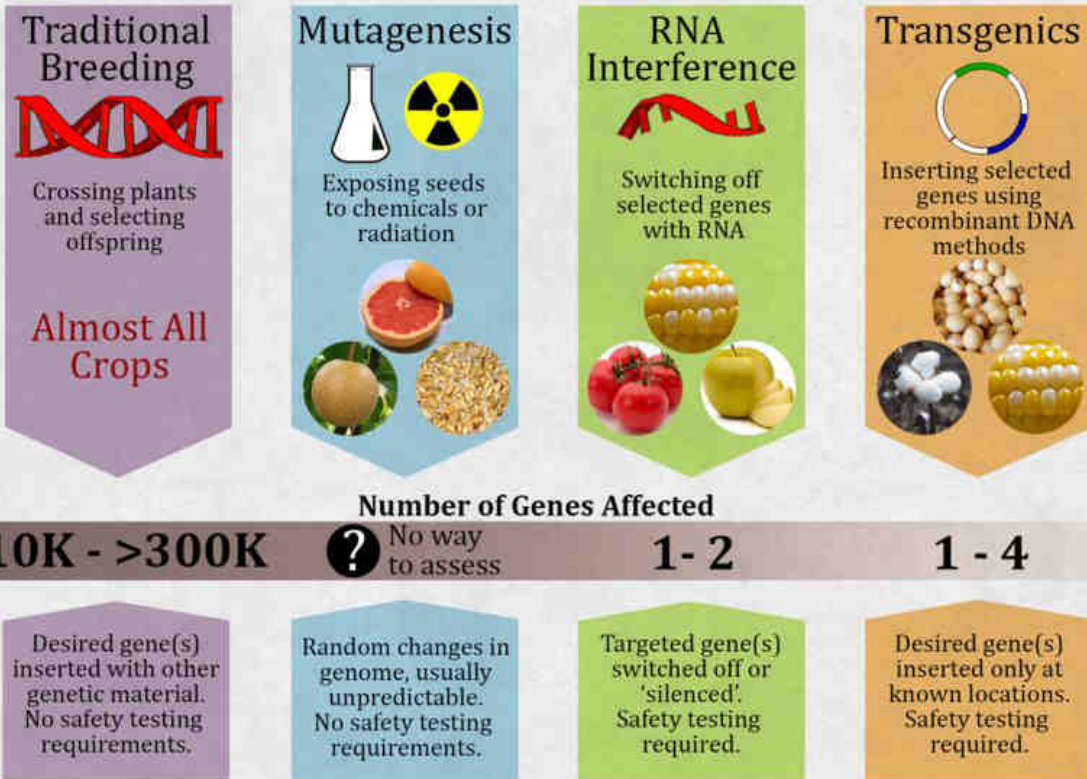 Traditional
Breeding
Crossing plants
and selecting
offspring
Almost All
Crops
Mutagenesis
Exposing seeds
to chemicals or
radiation
RNA
Interference
Switching off
selected genes
with RNA
Transgenics
Inserting selected
genes using
recombinant DNA
methods
Number of Genes Affected
10K - >300K
? No way
to assess
1- 2
1 - 4
Desired gene(s)
inserted with other
genetic material.
No safety testing
requirements.
Random changes in
genome, usually
unpredictable.
No safety testing
requirements.
Targeted gene(s)
switched off or
'silenced'.
Safety testing
required.
Desired gene(s)
inserted only at
known locations.
Safety testing
required.